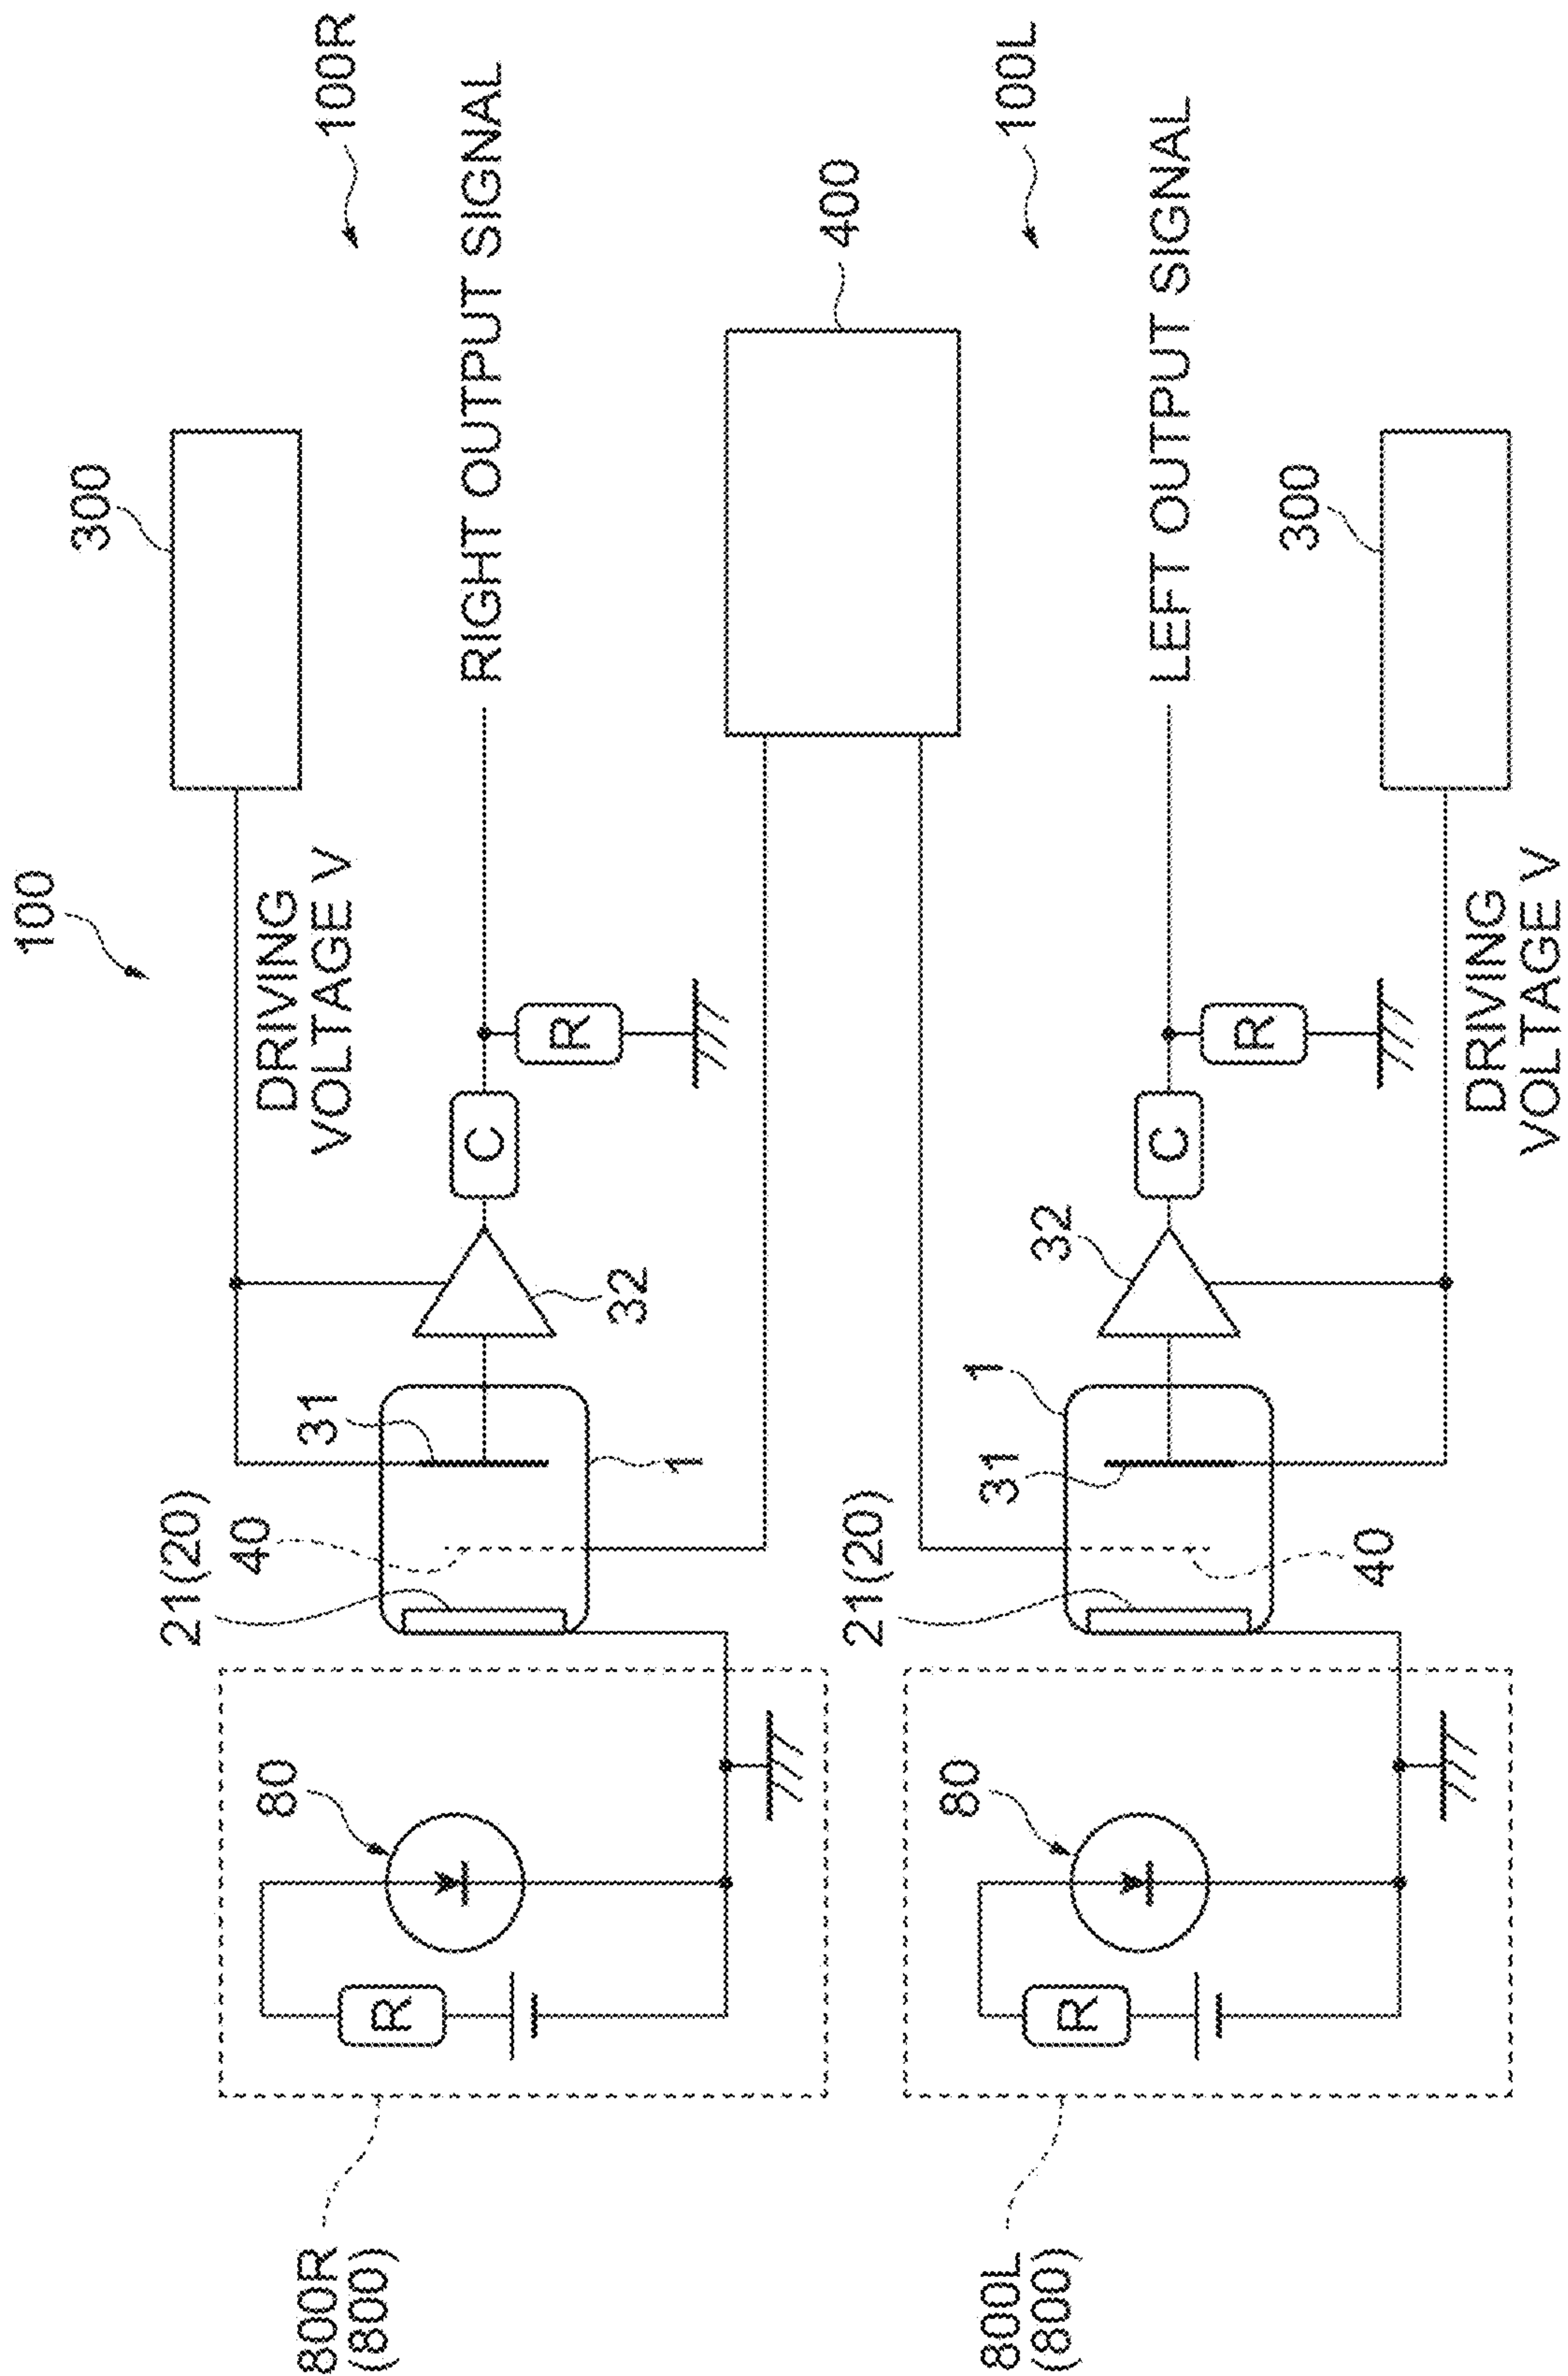 100
300
100R
DRIVING
VOLTAGE V
RIGHT OUTPUT SIGNAL
21(20)
40
31
32
C
R
1
800R
(800)
80
R
400
100L
LEFT OUTPUT SIGNAL
21(20)
31
1
32
C
R
40
300
DRIVING
VOLTAGE V
800L
(800)
80
R